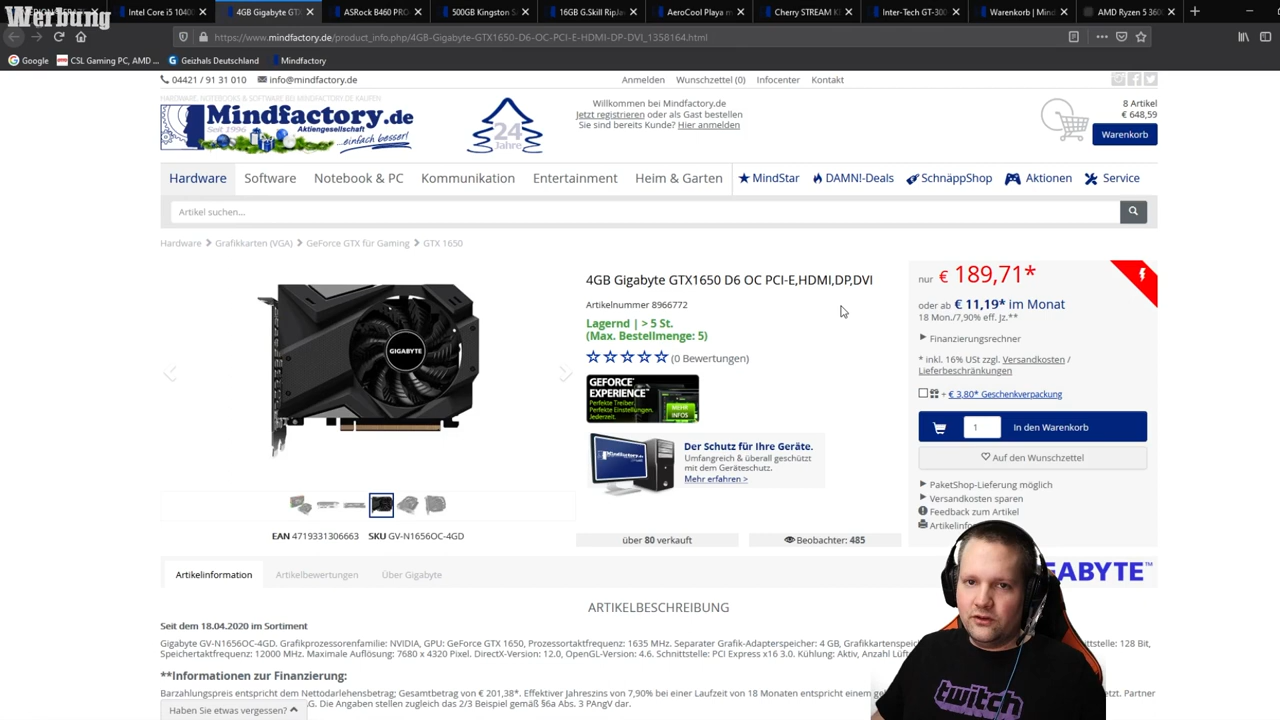 Werbung
Intel Core i5 10400
4GB Gigabyte GTX
ASRock B460 PRO
500GB Kingston
16GB G.Skill RipJaw
AeroCool Playa m
Cherry STREAM K
Inter-Tech GT-300
Warenkorb | Mind
AMD Ryzen 5 360
https://www.mindfactory.de/product_info.php/4GB-Gigabyte-GTX1650-D6-OC-PCI-E-HDMI-DP-DVI_1358164.html
Google
CSL Gaming PC, AMD ...
Geizhals Deutschland
Mindfactory
04421 / 91 31 010
info@mindfactory.de
Anmelden
Wunschzettel (0)
Infocenter
Kontakt
HARDWARE, NOTEBOOKS & SOFTWARE BEI MINDFACTORY.DE KAUFEN
Mindfactory.de
Seit 1996
Aktiengesellschaft
...einfach besser!
24
Jahre
Willkommen bei Mindfactory.de
Jetzt registrieren oder als Gast bestellen
Sie sind bereits Kunde? Hier anmelden
8 Artikel
€ 648,59
Warenkorb
Hardware
Software
Notebook & PC
Kommunikation
Entertainment
Heim & Garten
MindStar
DAMN!-Deals
SchnäppShop
Aktionen
Service
Artikel suchen...
Hardware > Grafikkarten (VGA) > GeForce GTX für Gaming > GTX 1650
4GB Gigabyte GTX1650 D6 OC PCI-E,HDMI,DP,DVI
Artikelnummer 8966772
Lagernd | > 5 St.
(Max. Bestellmenge: 5)
(0 Bewertungen)
GEFORCE
EXPERIENCE™
Perfekte Treiber.
Perfekte Einstellungen.
Jederzeit.
MEHR
INFOS
Der Schutz für Ihre Geräte.
Umfangreich & überall geschützt
mit dem Geräteschutz.
Mehr erfahren >
GIGABYTE
EAN 4719331306663 SKU GV-N1656OC-4GD
über 80 verkauft
Beobachter: 485
nur € 189,71*
oder ab € 11,19* im Monat
18 Mon./7,90% eff. Jz.**
Finanzierungsrechner
* inkl. 16% USt zzgl. Versandkosten /
Lieferbeschränkungen
+ € 3,80* Geschenkverpackung
1
In den Warenkorb
Auf den Wunschzettel
PaketShop-Lieferung möglich
Versandkosten sparen
Feedback zum Artikel
Artikelinfo
GABYTE™
Artikelinformation
Artikelbewertungen
Über Gigabyte
ARTIKELBESCHREIBUNG
Seit dem 18.04.2020 im Sortiment
Gigabyte GV-N1656OC-4GD. Grafikprozessorenfamilie: NVIDIA, GPU: GeForce GTX 1650, Prozessortaktfrequenz: 1635 MHz. Separater Grafik-Adapterspeicher: 4 GB, Grafikkartenspeic
nittstelle: 128 Bit,
Speichertaktfrequenz: 12000 MHz. Maximale Auflösung: 7680 x 4320 Pixel. DirectX-Version: 12.0, OpenGL-Version: 4.6. Schnittstelle: PCI Express x16 3.0. Kühlung: Aktiv, Anzahl Lüft
**Informationen zur Finanzierung:
Barzahlungspreis entspricht dem Nettodarlehensbetrag; Gesamtbetrag von € 201,38*. Effektiver Jahreszins von 7,90% bei einer Laufzeit von 18 Monaten entspricht einem ge
tzt. Partner
G. Die Angaben stellen zugleich das 2/3 Beispiel gemäß §6a Abs. 3 PAngV dar.
Haben Sie etwas vergessen?
twitch